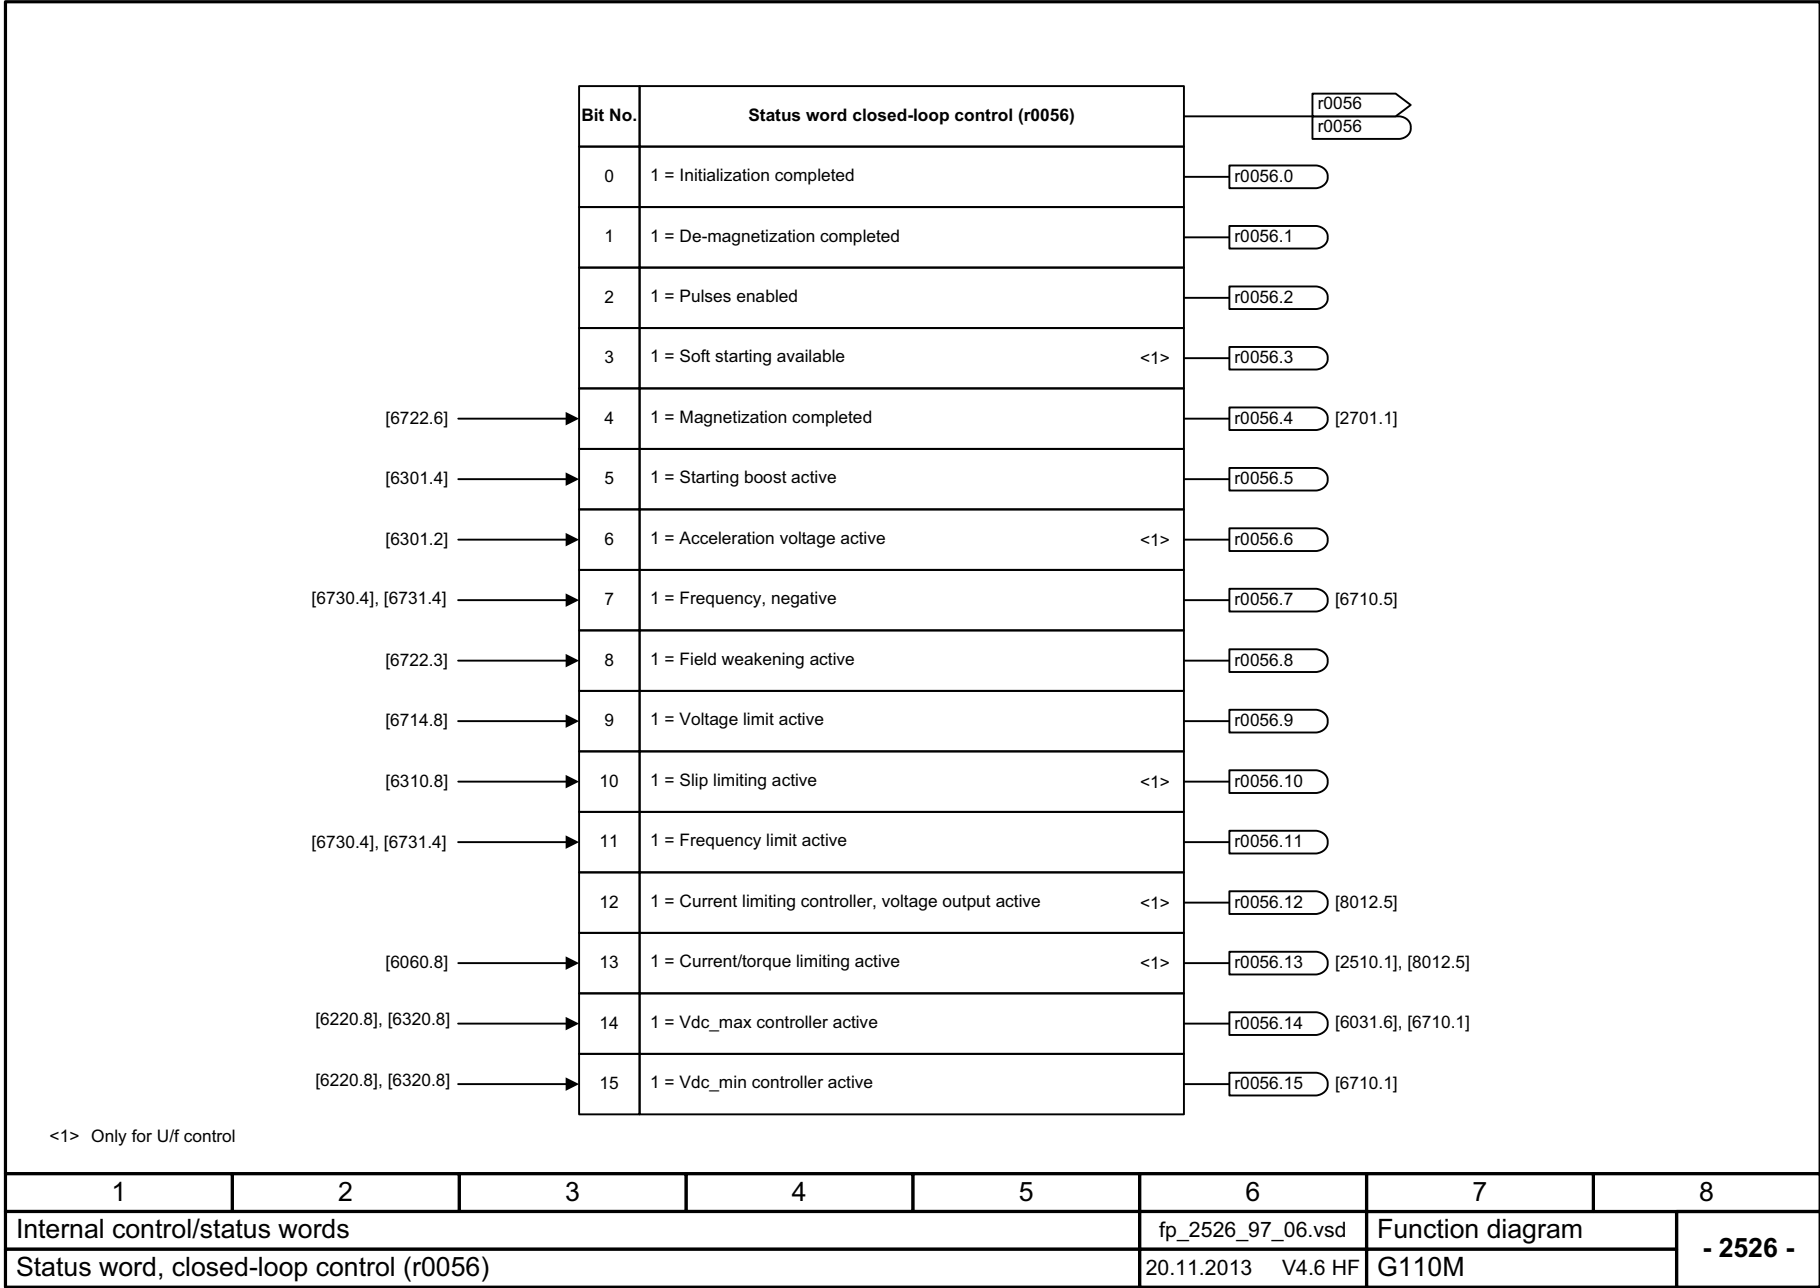 Bit No. Status word closed-loop control (r0056) r0056
r0056
0 1 = Initialization completed r0056.0
1 1 = De-magnetization completed r0056.1
2 1 = Pulses enabled r0056.2
3 1 = Soft starting available <1> r0056.3
[6722.6] 4 1 = Magnetization completed r0056.4 [2701.1]
[6301.4] 5 1 = Starting boost active r0056.5
[6301.2] 6 1 = Acceleration voltage active <1> r0056.6
[6730.4], [6731.4] 7 1 = Frequency, negative r0056.7 [6710.5]
[6722.3] 8 1 = Field weakening active r0056.8
[6714.8] 9 1 = Voltage limit active r0056.9
[6310.8] 10 1 = Slip limiting active <1> r0056.10
[6730.4], [6731.4] 11 1 = Frequency limit active r0056.11
12 1 = Current limiting controller, voltage output active <1> r0056.12 [8012.5]
[6060.8] 13 1 = Current/torque limiting active <1> r0056.13 [2510.1], [8012.5]
[6220.8], [6320.8] 14 1 = Vdc_max controller active r0056.14 [6031.6], [6710.1]
[6220.8], [6320.8] 15 1 = Vdc_min controller active r0056.15 [6710.1]
<1> Only for U/f control
1 2 3 4 5 6 7 8
Internal control/status words fp_2526_97_06.vsd Function diagram - 2526 -
Status word, closed-loop control (r0056) 20.11.2013 V4.6 HF G110M